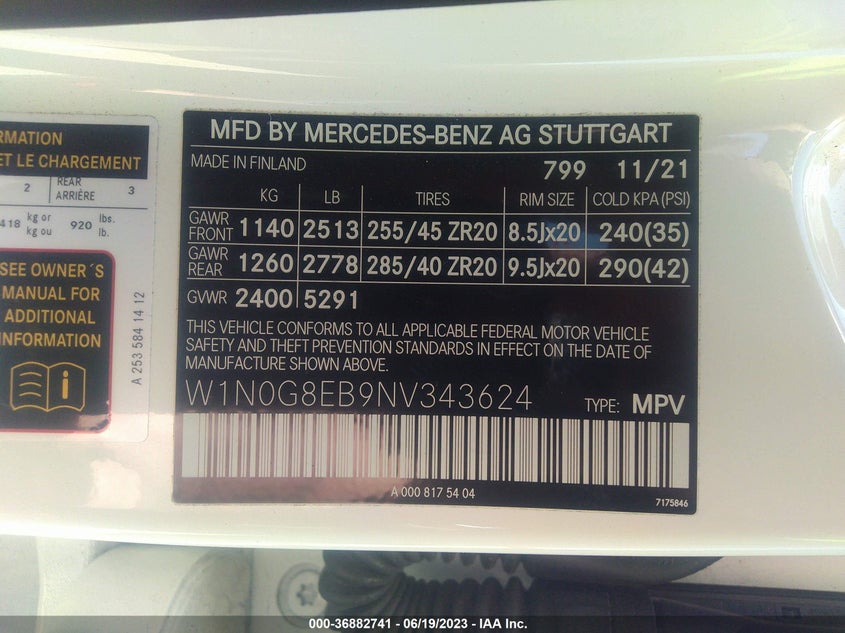 RMATION
ET LE CHARGEMENT
2 REAR ARRIÈRE 3
418 kg or kg ou 920 lbs. lb.
SEE OWNER´S
MANUAL FOR
ADDITIONAL
INFORMATION
A 253 584 14 12
MFD BY MERCEDES-BENZ AG STUTTGART
MADE IN FINLAND 799 11/21
KG LB TIRES RIM SIZE COLD KPA (PSI)
GAWR FRONT 1140 2513 255/45 ZR20 8.5Jx20 240(35)
GAWR REAR 1260 2778 285/40 ZR20 9.5Jx20 290(42)
GVWR 2400 5291
THIS VEHICLE CONFORMS TO ALL APPLICABLE FEDERAL MOTOR VEHICLE
SAFETY AND THEFT PREVENTION STANDARDS IN EFFECT ON THE DATE OF
MANUFACTURE SHOWN ABOVE.
W1N0G8EB9NV343624 TYPE: MPV
A 000 817 54 04
7175846
000-36882741 - 06/19/2023 - IAA Inc.